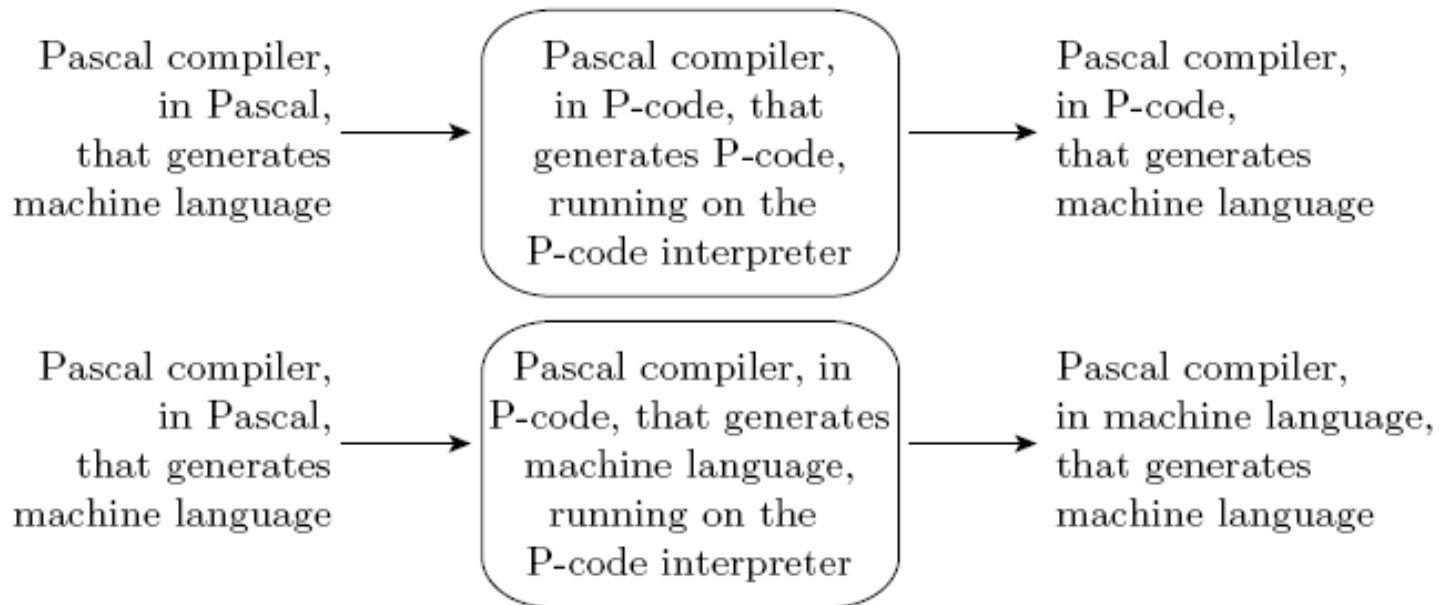 Pascal compiler,
in Pascal,
that generates
machine language
Pascal compiler,
in P-code, that
generates P-code,
running on the
P-code interpreter
Pascal compiler,
in P-code,
that generates
machine language
Pascal compiler,
in Pascal,
that generates
machine language
Pascal compiler, in
P-code, that generates
machine language,
running on the
P-code interpreter
Pascal compiler,
in machine language,
that generates
machine language